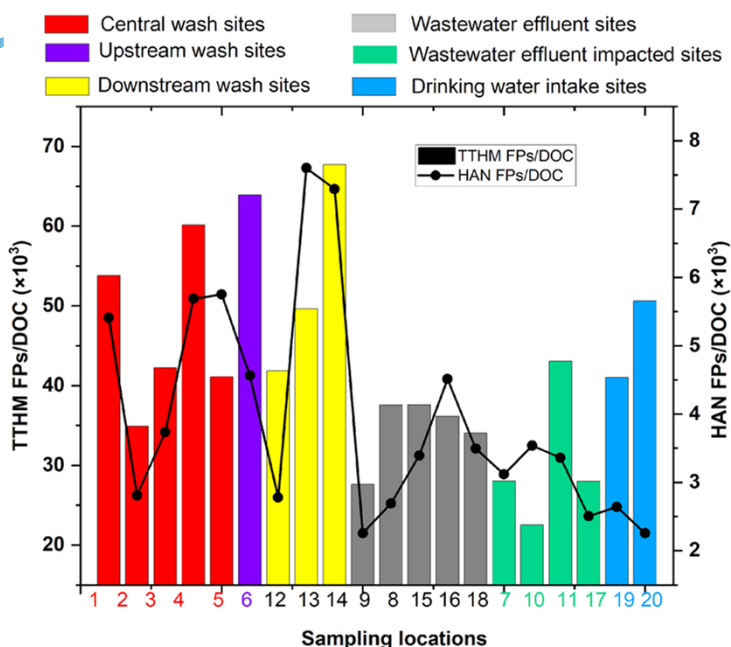 Central wash sites
Wastewater effluent sites
Upstream wash sites
Wastewater effluent impacted sites
Downstream wash sites
Drinking water intake sites
TTHM FPs/DOC
HAN FPs/DOC
TTHM FPs/DOC (×10³)
70
60
50
40
30
20
HAN FPs/DOC (×10³)
8
7
6
5
4
3
2
1 2 3 4 5 6 12 13 14 9 8 15 16 18 7 10 11 17 19 20
Sampling locations